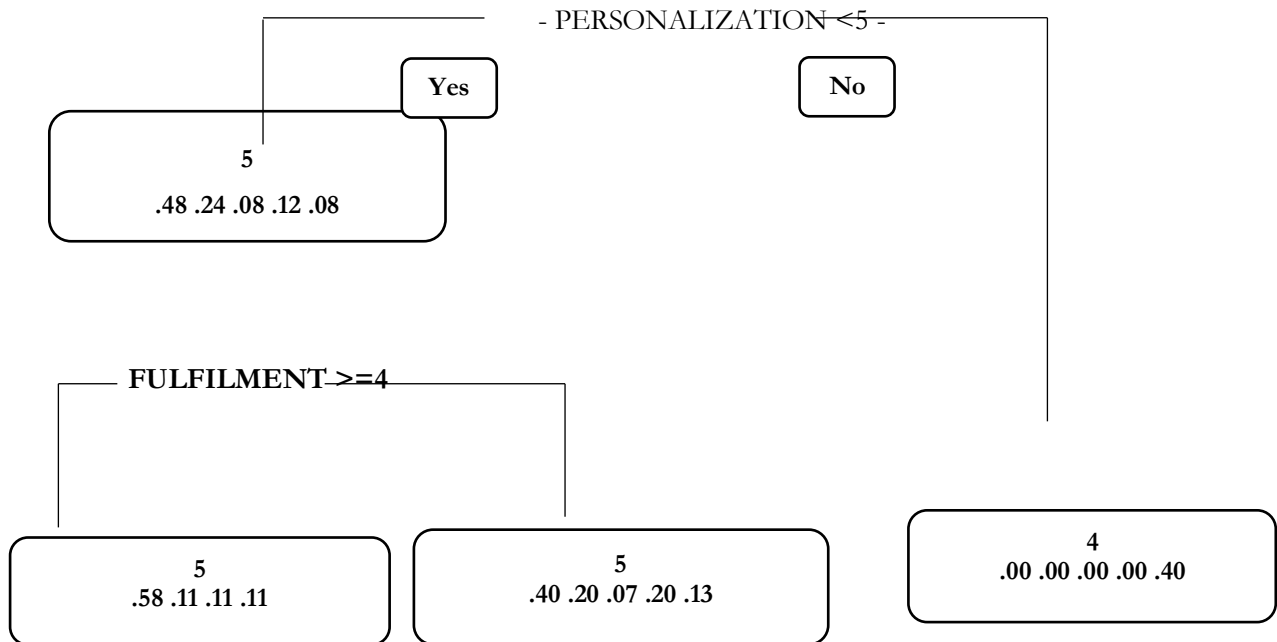 - PERSONALIZATION <5 -
Yes
No
5
.48 .24 .08 .12 .08
FULFILMENT >=4
5
.58 .11 .11 .11
5
.40 .20 .07 .20 .13
4
.00 .00 .00 .00 .40